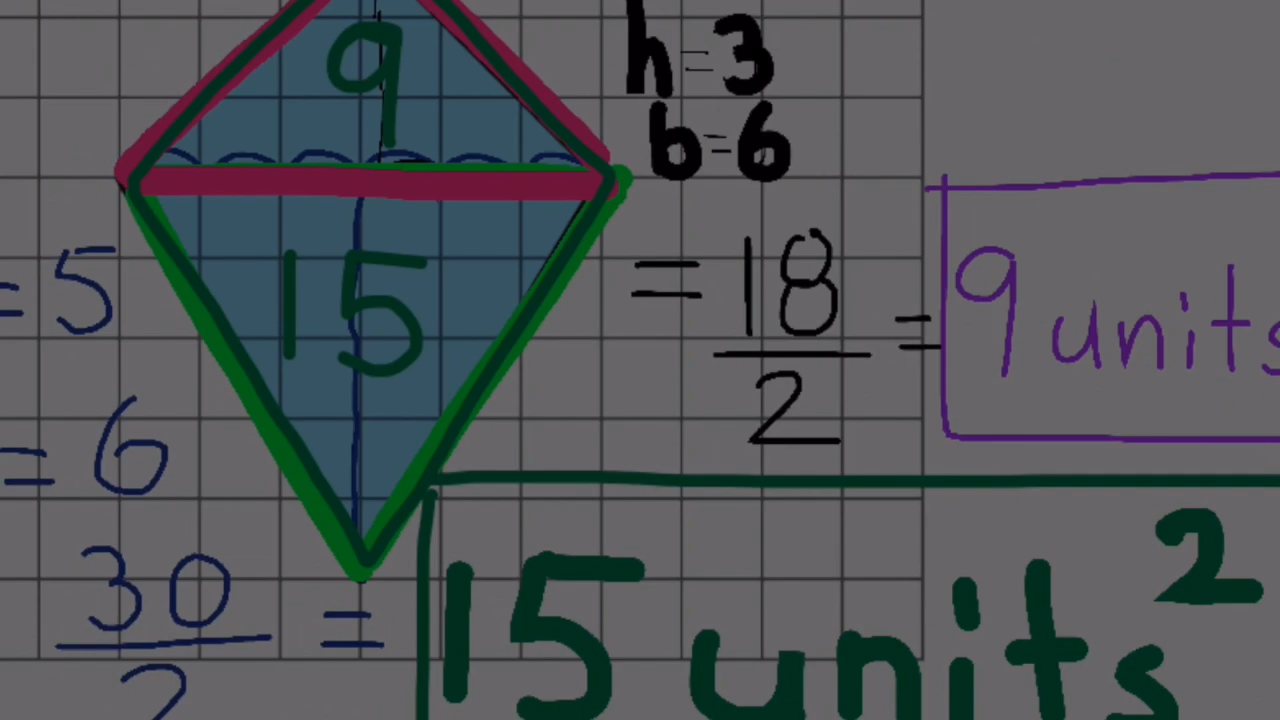 9
h=3
b=6
=5
15
=18/2 = 9 units
=6
30/2 =
15 units²